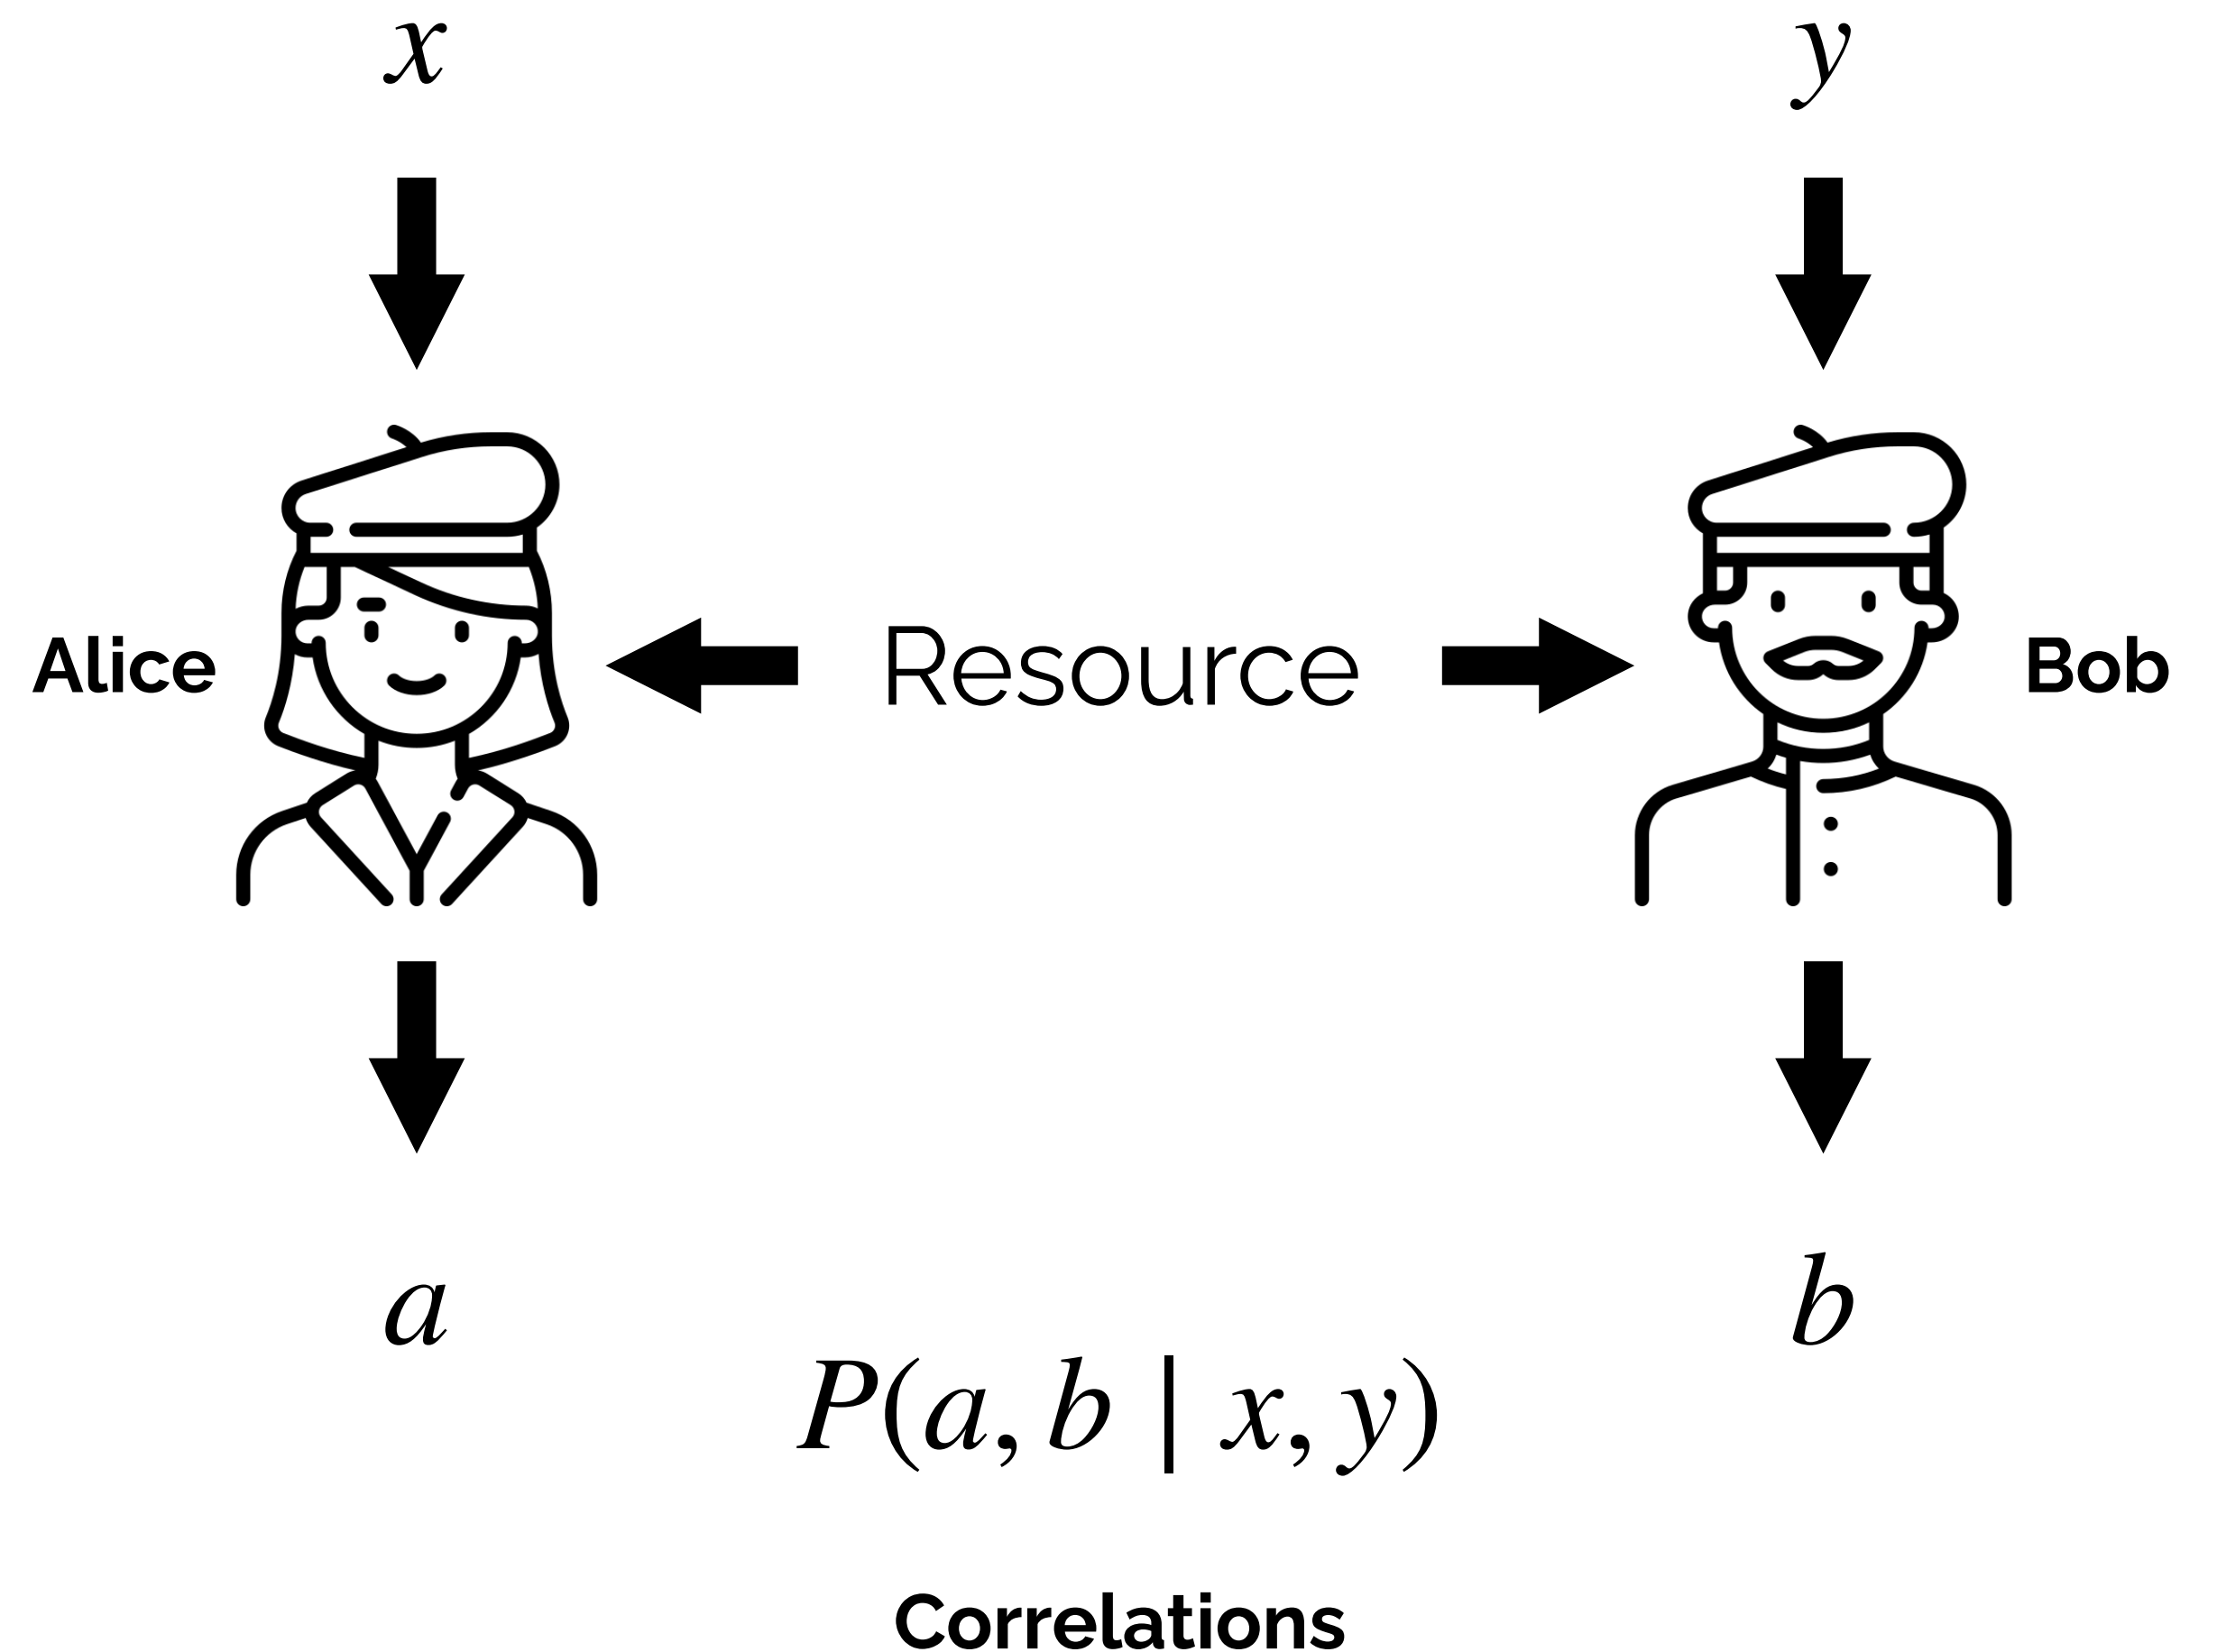 x
y
Alice
Resource
Bob
a
b
P(a, b | x, y)
Correlations